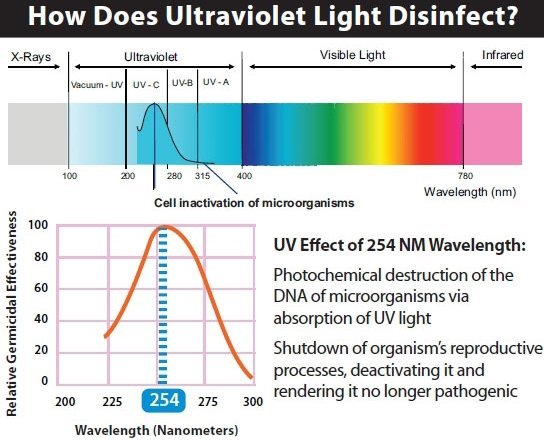 How Does Ultraviolet Light Disinfect?
X-Rays
Ultraviolet
Visible Light
Infrared
Vacuum - UV
UV - C
UV-B
UV - A
100
200
280
315
400
780
Wavelength (nm)
Cell inactivation of microorganisms
Relative Germicidal Effectiveness
100
80
60
40
20
0
200
225
254
275
300
Wavelength (Nanometers)
UV Effect of 254 NM Wavelength:
Photochemical destruction of the
DNA of microorganisms via
absorption of UV light
Shutdown of organism's reproductive
processes, deactivating it and
rendering it no longer pathogenic